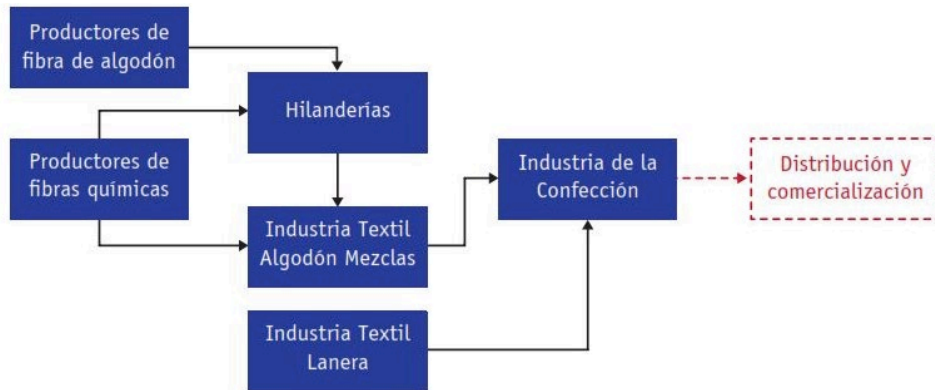 Productores de
fibra de algodón
Hilanderías
Productores de
fibras químicas
Industria de la
Confección
Distribución y
comercialización
Industria Textil
Algodón Mezclas
Industria Textil
Lanera